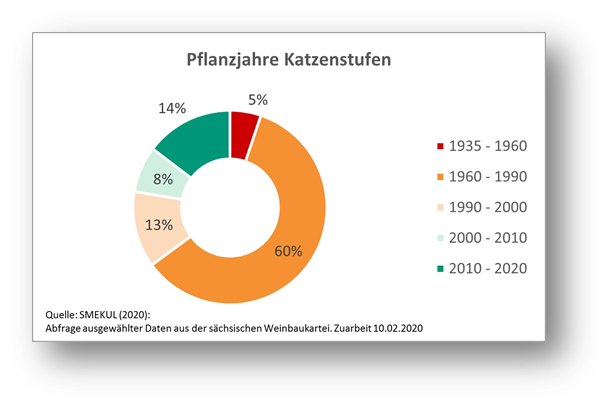 Pflanzjahre Katzenstufen
14%
5%
8%
13%
60%
1935 - 1960
1960 - 1990
1990 - 2000
2000 - 2010
2010 - 2020
Quelle: SMEKUL (2020):
Abfrage ausgewählter Daten aus der sächsischen Weinbaukartei. Zuarbeit 10.02.2020